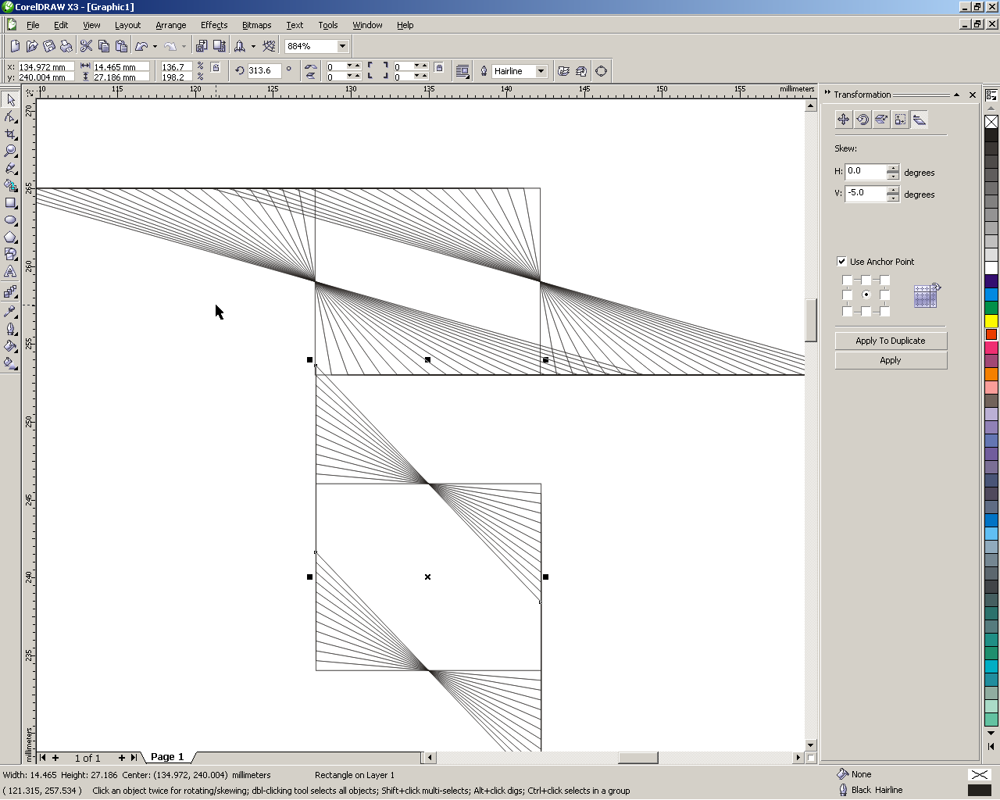 CorelDRAW X3 - [Graphic1]
File Edit View Layout Arrange Effects Bitmaps Text Tools Window Help
884%
x: 134.972 mm 14.465 mm 136.7 % 313.6 ° 0 0 Hairline
y: 240.004 mm 27.186 mm 198.2 % 0 0
110 115 120 125 130 135 140 145 150 155 millimeters
270
265
260
255
250
245
240
235
millimeters
Transformation
Skew:
H: 0.0 degrees
V: -5.0 degrees
Use Anchor Point
Apply To Duplicate
Apply
1 of 1 Page 1
Width: 14.465 Height: 27.186 Center: (134.972, 240.004) millimeters Rectangle on Layer 1 None
( 121.315, 257.534 ) Click an object twice for rotating/skewing; dbl-clicking tool selects all objects; Shift+click multi-selects; Alt+click digs; Ctrl+click selects in a group Black Hairline